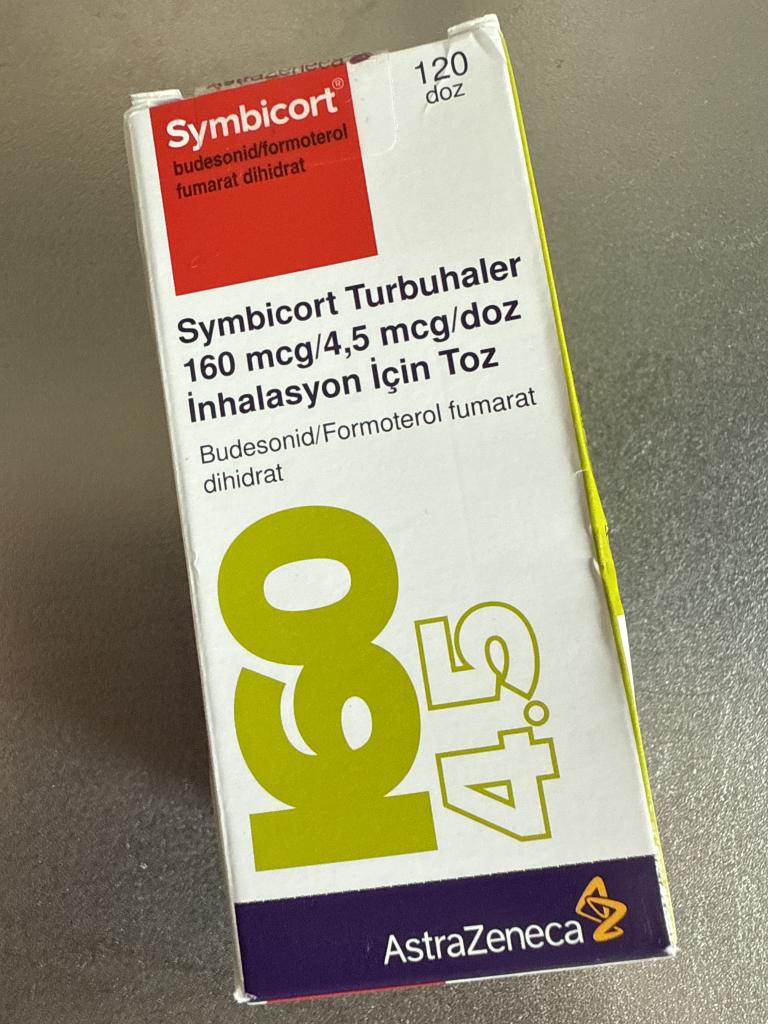 AstraZeneca
120
doz
Symbicort®
budesonid/formoterol
fumarat dihidrat
Symbicort Turbuhaler
160 mcg/4,5 mcg/doz
İnhalasyon İçin Toz
Budesonid/Formoterol fumarat
dihidrat
160
4.5
AstraZeneca